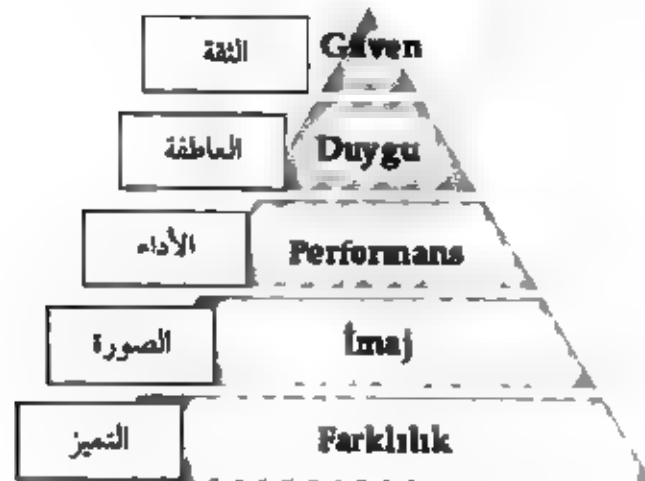 الثقة
Güven
العاطفة
Duygu
الأداء
Performans
الصورة
İmaj
التميز
Farklılık